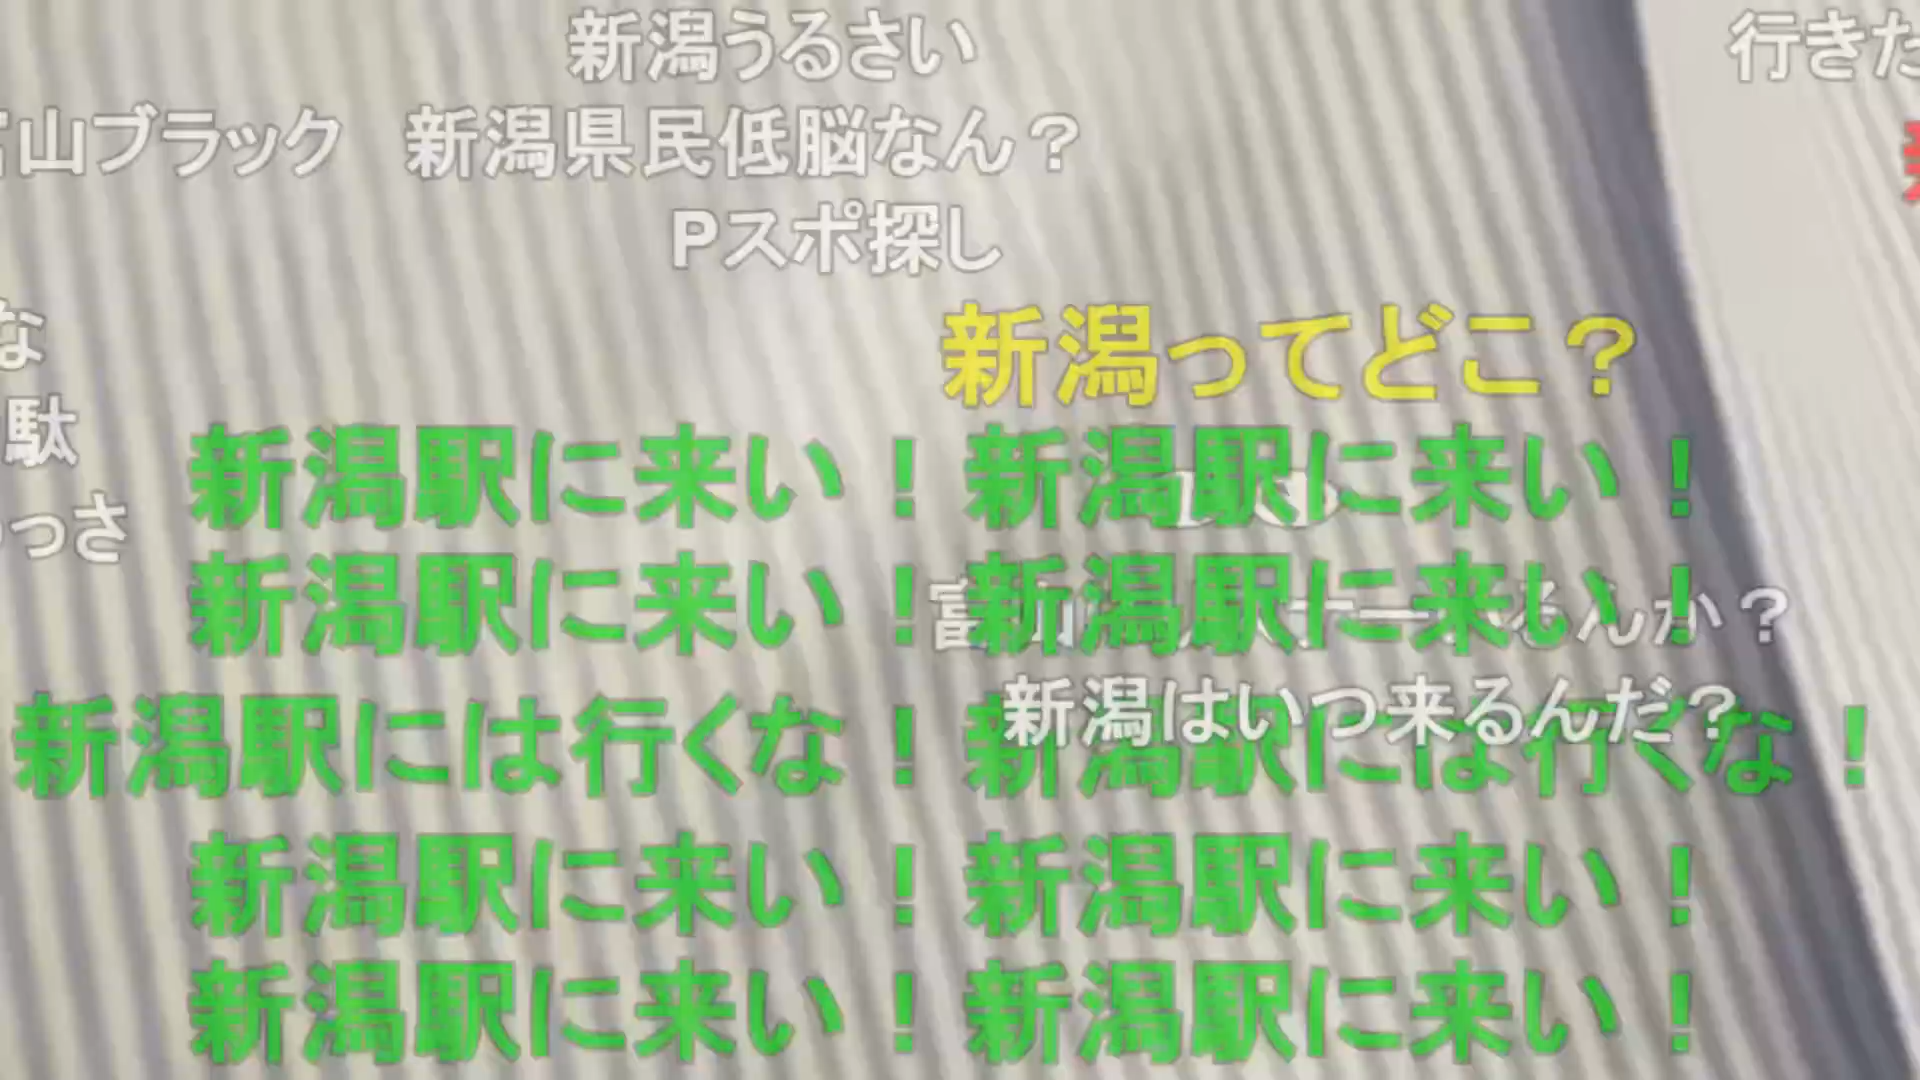 新潟うるさい
行きた
山ブラック
新潟県民低脳なん？
Pスポ探し
な
新潟ってどこ？
駄
っさ
新潟駅に来い！新潟駅に来い！
新潟駅に来い！新潟駅に来い！
るんか？
新潟はいつ来るんだ？
新潟駅には行くな！新潟駅には行くな！
新潟駅に来い！新潟駅に来い！
新潟駅に来い！新潟駅に来い！